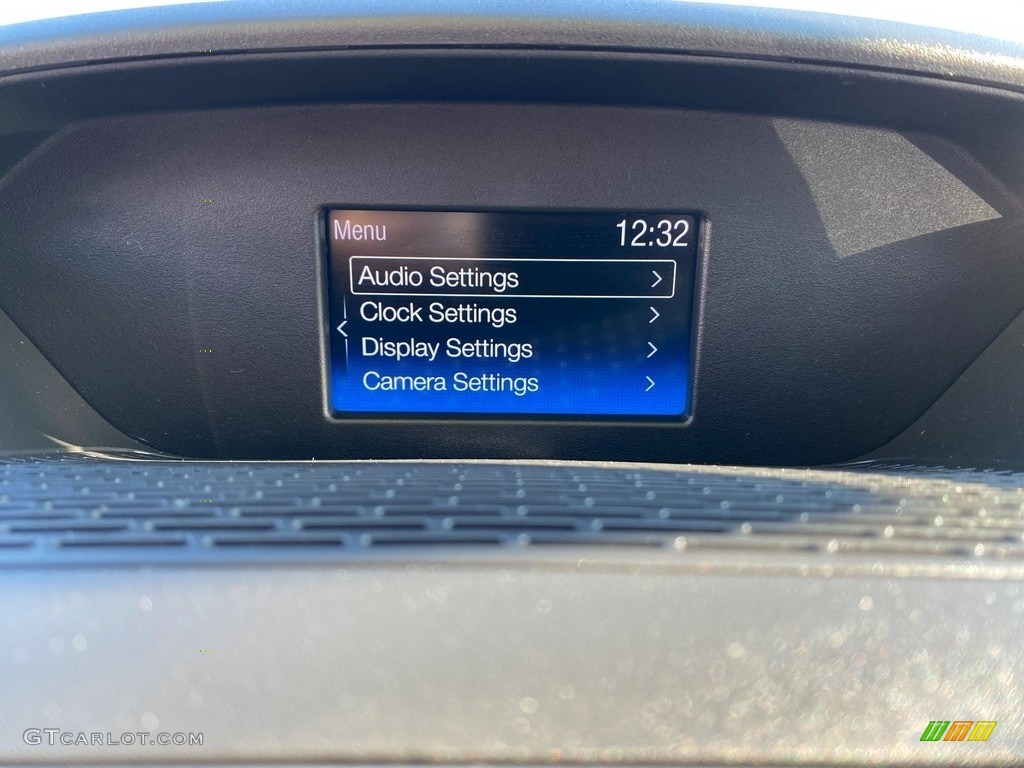 Menu 12:32
Audio Settings
Clock Settings
Display Settings
Camera Settings
GTCARLOT.COM